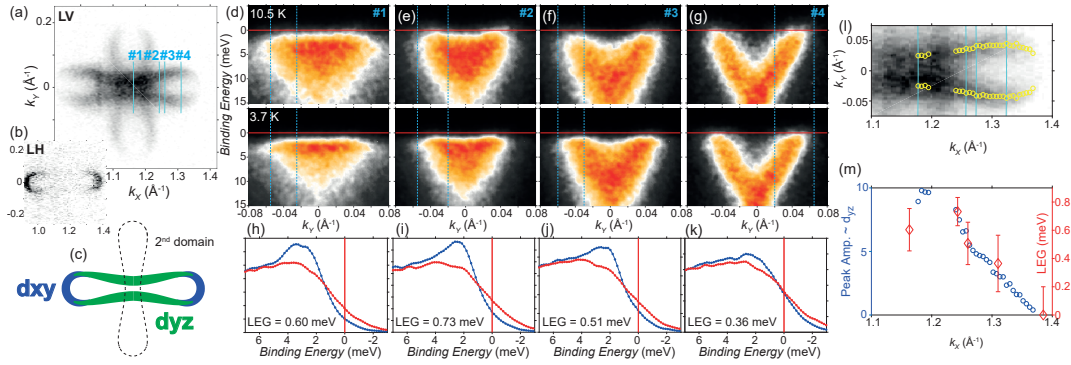 (a)
LV
0.2
0
-0.2
k_Y (Å⁻¹)
#1 #2 #3 #4
1.0 1.1 1.2 1.3 1.4
k_X (Å⁻¹)
(b)
LH
0.2
0
-0.2
1.0 1.2 1.4
(c)
2nd domain
dxy
dyz
(d) 10.5 K #1
(e) #2
(f) #3
(g) #4
0
5
10
15
Binding Energy (meV)
3.7 K
0
5
10
15
-0.08 -0.04 0 0.04
-0.08 -0.04 0 0.04
-0.08 -0.04 0 0.04
-0.08 -0.04 0 0.04 0.08
k_Y (Å⁻¹)
k_Y (Å⁻¹)
k_Y (Å⁻¹)
k_Y (Å⁻¹)
(h)
LEG = 0.60 meV
6 4 2 0 -2
Binding Energy (meV)
(i)
LEG = 0.73 meV
6 4 2 0 -2
Binding Energy (meV)
(j)
LEG = 0.51 meV
6 4 2 0 -2
Binding Energy (meV)
(k)
LEG = 0.36 meV
6 4 2 0 -2
Binding Energy (meV)
(l)
0.05
0
-0.05
k_Y (Å⁻¹)
1.1 1.2 1.3 1.4
k_X (Å⁻¹)
(m)
10
5
0
Peak Amp. ~ dyz
0.8
0.6
0.4
0.2
0
LEG (meV)
1.1 1.2 1.3 1.4
k_X (Å⁻¹)